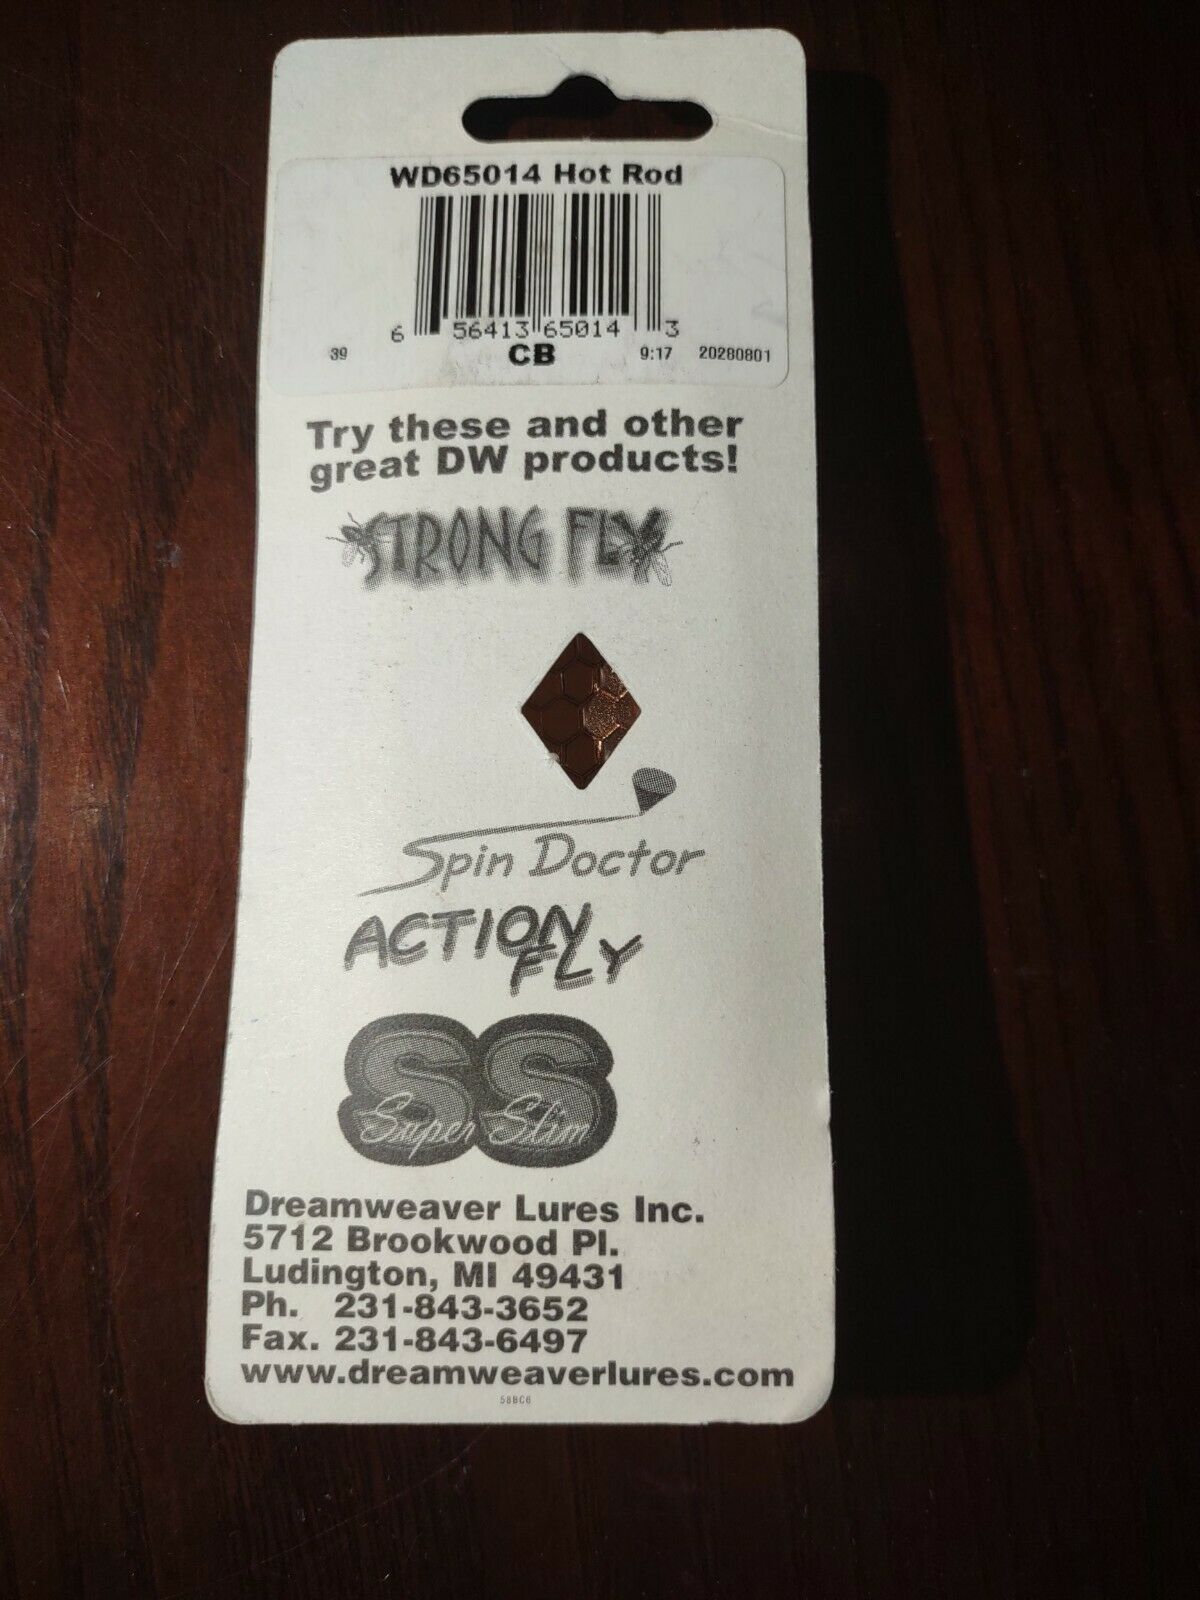 WD65014 Hot Rod
6 56413 65014 3
39 CB 9:17 20280801
Try these and other
great DW products!
STRONG FLY
Spin Doctor
ACTION
FLY
SS
Super Slim
Dreamweaver Lures Inc.
5712 Brookwood Pl.
Ludington, MI 49431
Ph. 231-843-3652
Fax. 231-843-6497
www.dreamweaverlures.com
58BC6